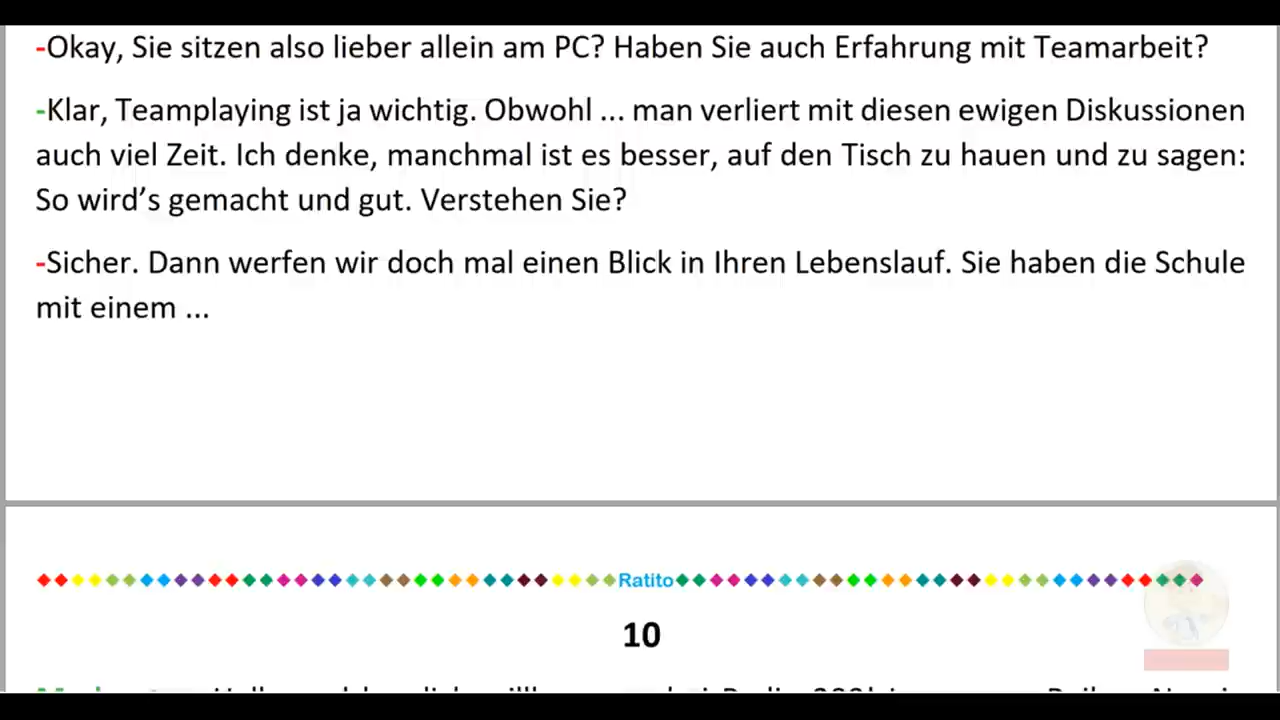 -Okay, Sie sitzen also lieber allein am PC? Haben Sie auch Erfahrung mit Teamarbeit?
-Klar, Teamplaying ist ja wichtig. Obwohl ... man verliert mit diesen ewigen Diskussionen
auch viel Zeit. Ich denke, manchmal ist es besser, auf den Tisch zu hauen und zu sagen:
So wird’s gemacht und gut. Verstehen Sie?
-Sicher. Dann werfen wir doch mal einen Blick in Ihren Lebenslauf. Sie haben die Schule
mit einem ...
Ratito
10